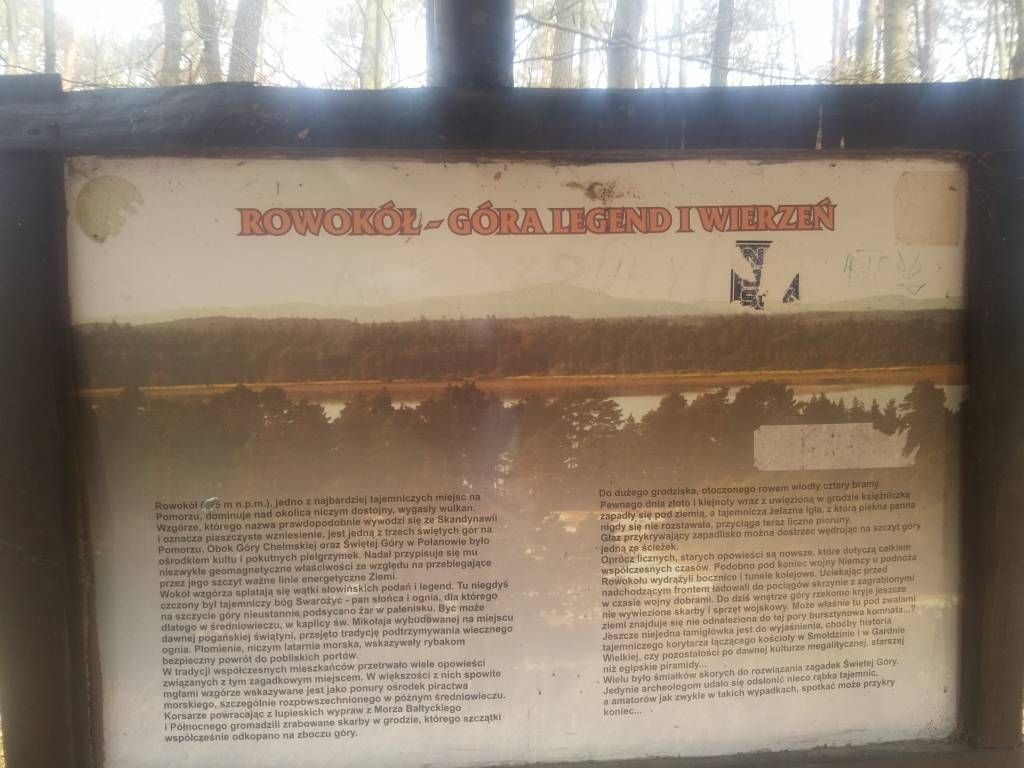 ROWOKÓŁ - GÓRA LEGEND I WIERZEŃ
Rowokół ( 5 m n.p.m.), jedno z najbardziej tajemniczych miejsc na
Pomorzu, dominuje nad okolicą niczym dostojny, wygasły wulkan.
Wzgórze, którego nazwa prawdopodobnie wywodzi się ze Skandynawii
i oznacza piaszczyste wzniesienie, jest jedną z trzech świętych gór na
Pomorzu. Obok Góry Chełmskiej oraz Świętej Góry w Polanowie było
ośrodkiem kultu i pokutnych pielgrzymek. Nadal przypisuje się mu
niezwykłe geomagnetyczne właściwości ze względu na przebiegające
przez jego szczyt ważne linie energetyczne Ziemi.
Wokół wzgórza splatają się wątki słowińskich podań i legend. Tu niegdyś
czczony był tajemniczy bóg Swarożyc - pan słońca i ognia, dla którego
na szczycie góry nieustannie podsycano żar w palenisku. Być może
dlatego w średniowieczu, w kaplicy św. Mikołaja wybudowanej na miejscu
dawnej pogańskiej świątyni, przejęto tradycję podtrzymywania wiecznego
ognia. Płomienie, niczym latarnia morska, wskazywały rybakom
bezpieczny powrót do pobliskich portów.
W tradycji współczesnych mieszkańców przetrwało wiele opowieści
związanych z tym zagadkowym miejscem. W większości z nich spowite
mgłami wzgórze wskazywane jest jako ponury ośrodek piractwa
morskiego, szczególnie rozpowszechnionego w późnym średniowieczu.
Korsarze powracając z łupieskich wypraw z Morza Bałtyckiego
i Północnego gromadzili zrabowane skarby w grodzie, którego szczątki
współcześnie odkopano na zboczu góry.
Do dużego grodziska, otoczonego rowem wiodły cztery bramy.
Pewnego dnia złoto i klejnoty wraz z uwięzioną w grodzie księżniczką
zapadły się pod ziemią, a tajemnicza żelazna igła, z którą piękna panna
nigdy się nie rozstawała, przyciąga teraz liczne pioruny.
Głaz przykrywający zapadlisko można dostrzec wędrując na szczyt góry
jedną ze ścieżek.
Oprócz licznych, starych opowieści są nowsze, które dotyczą całkiem
współczesnych czasów. Podobno pod koniec wojny Niemcy u podnóża
Rowokołu wydrążyli bocznice i tunele kolejowe. Uciekając przed
nadchodzącym frontem ładowali do pociągów skrzynie z zagrabionymi
w czasie wojny dobrami. Do dziś wnętrze góry rzekomo kryje jeszcze
nie wywiezione skarby i sprzęt wojskowy. Może właśnie tu pod zwałami
ziemi znajduje się nie odnaleziona do tej pory bursztynowa komnata...?
Jeszcze niejedna łamigłówka jest do wyjaśnienia, choćby historia
tajemniczego korytarza łączącego kościoły w Smołdzinie i w Gardnie
Wielkiej, czy pozostałości po dawnej kulturze megalitycznej, starszej
niż egipskie piramidy...
Wielu było śmiałków skorych do rozwiązania zagadek Świętej Góry.
Jedynie archeologom udało się odsłonić nieco rąbka tajemnic,
a amatorów jak zwykle w takich wypadkach, spotkać może przykry
koniec...